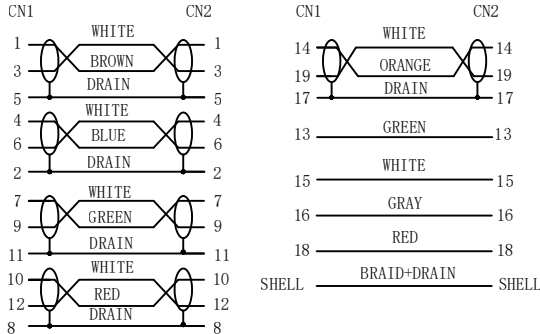 CN1 CN2
1 WHITE 1
3 BROWN 3
5 DRAIN 5
4 WHITE 4
6 BLUE 6
2 DRAIN 2
7 WHITE 7
9 GREEN 9
11 DRAIN 11
10 WHITE 10
12 RED 12
8 DRAIN 8
CN1 CN2
14 WHITE 14
19 ORANGE 19
17 DRAIN 17
13 GREEN 13
15 WHITE 15
16 GRAY 16
18 RED 18
SHELL BRAID+DRAIN SHELL